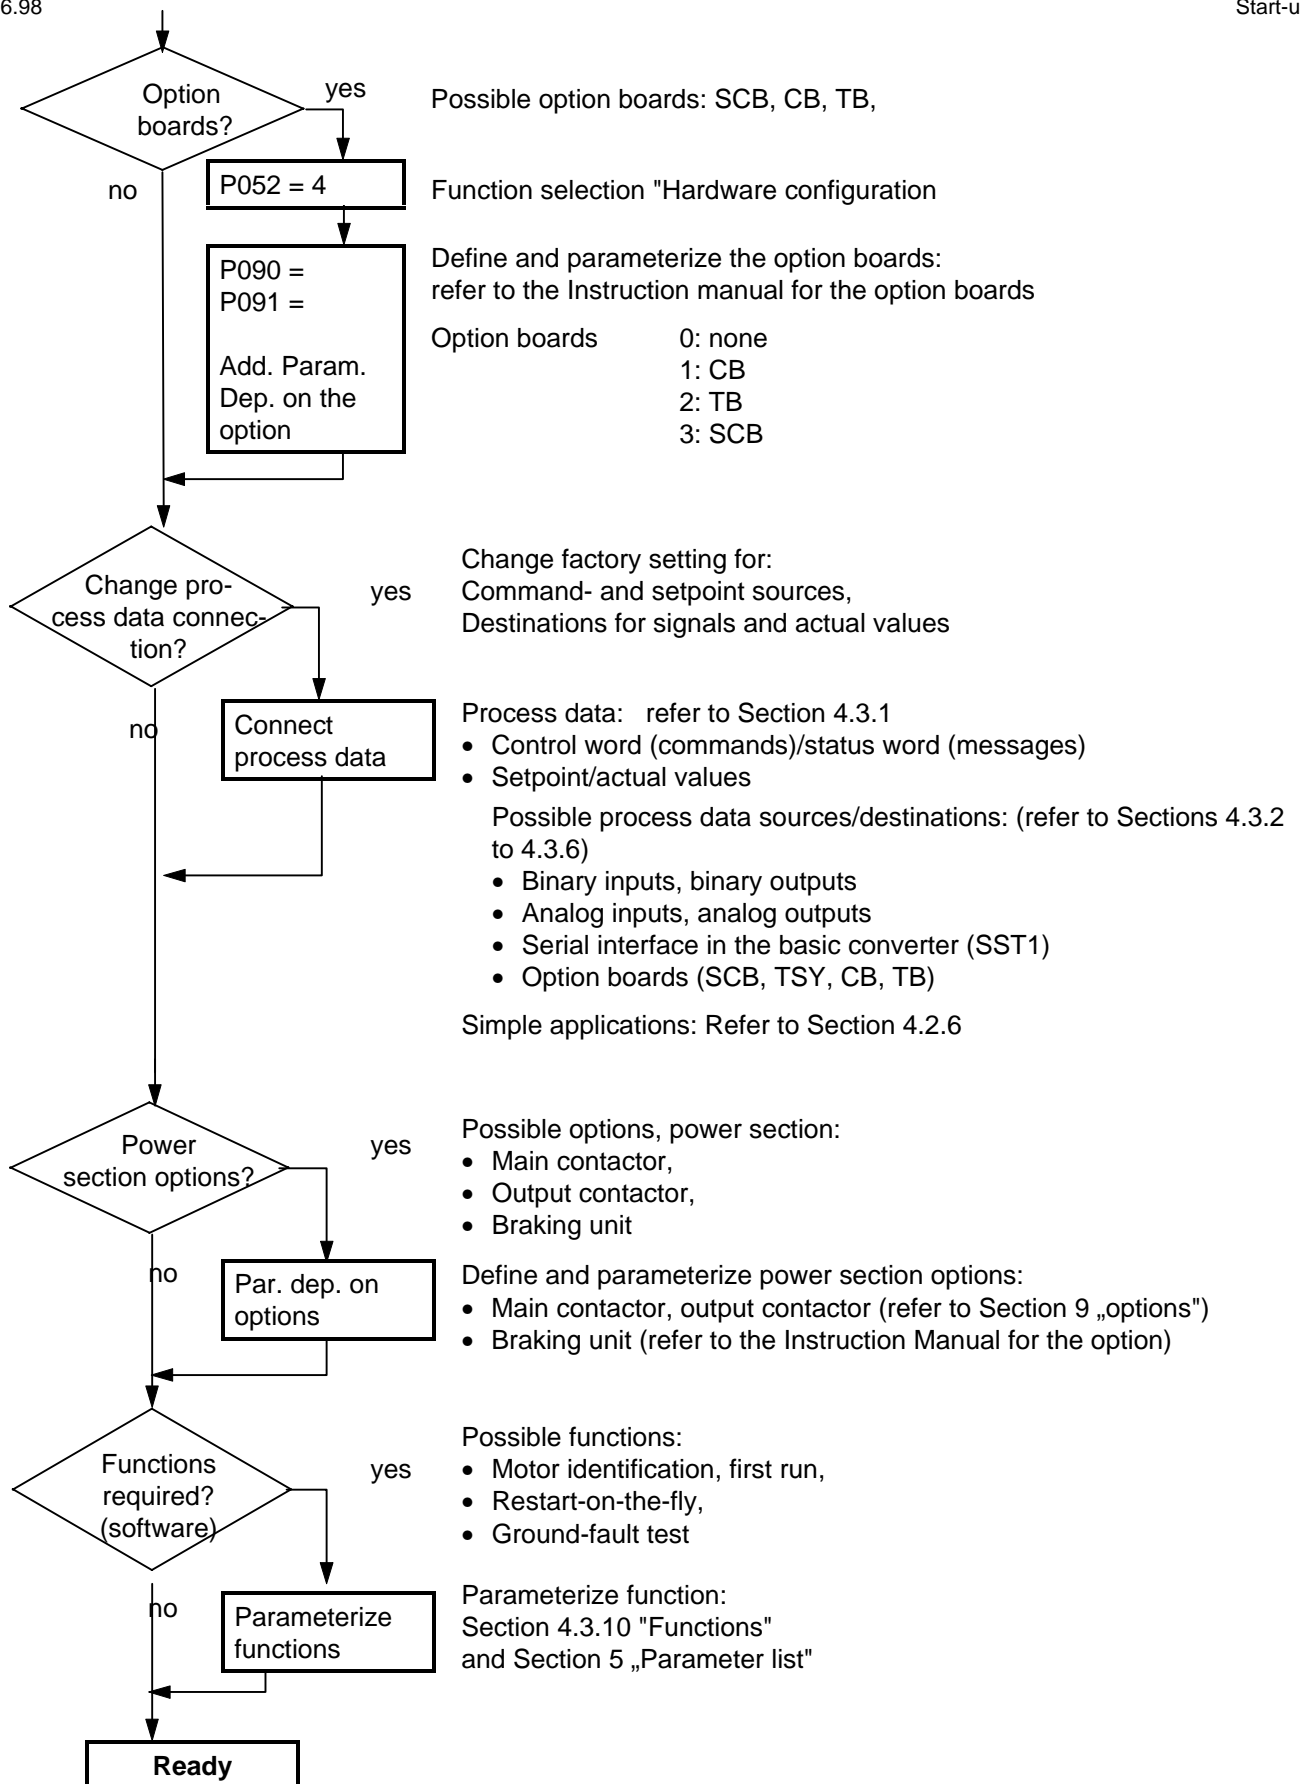 6.98
Start-u
Option
boards?
yes
Possible option boards: SCB, CB, TB,
no
P052 = 4
Function selection "Hardware configuration
P090 =
P091 =
Add. Param.
Dep. on the
option
Define and parameterize the option boards:
refer to the Instruction manual for the option boards
Option boards 0: none
1: CB
2: TB
3: SCB
Change pro-
cess data connec-
tion?
yes
Change factory setting for:
Command- and setpoint sources,
Destinations for signals and actual values
no
Connect
process data
Process data: refer to Section 4.3.1
• Control word (commands)/status word (messages)
• Setpoint/actual values
Possible process data sources/destinations: (refer to Sections 4.3.2
to 4.3.6)
• Binary inputs, binary outputs
• Analog inputs, analog outputs
• Serial interface in the basic converter (SST1)
• Option boards (SCB, TSY, CB, TB)
Simple applications: Refer to Section 4.2.6
Power
section options?
yes
Possible options, power section:
• Main contactor,
• Output contactor,
• Braking unit
no
Par. dep. on
options
Define and parameterize power section options:
• Main contactor, output contactor (refer to Section 9 „options")
• Braking unit (refer to the Instruction Manual for the option)
Functions
required?
(software)
yes
Possible functions:
• Motor identification, first run,
• Restart-on-the-fly,
• Ground-fault test
no
Parameterize
functions
Parameterize function:
Section 4.3.10 "Functions"
and Section 5 „Parameter list"
Ready